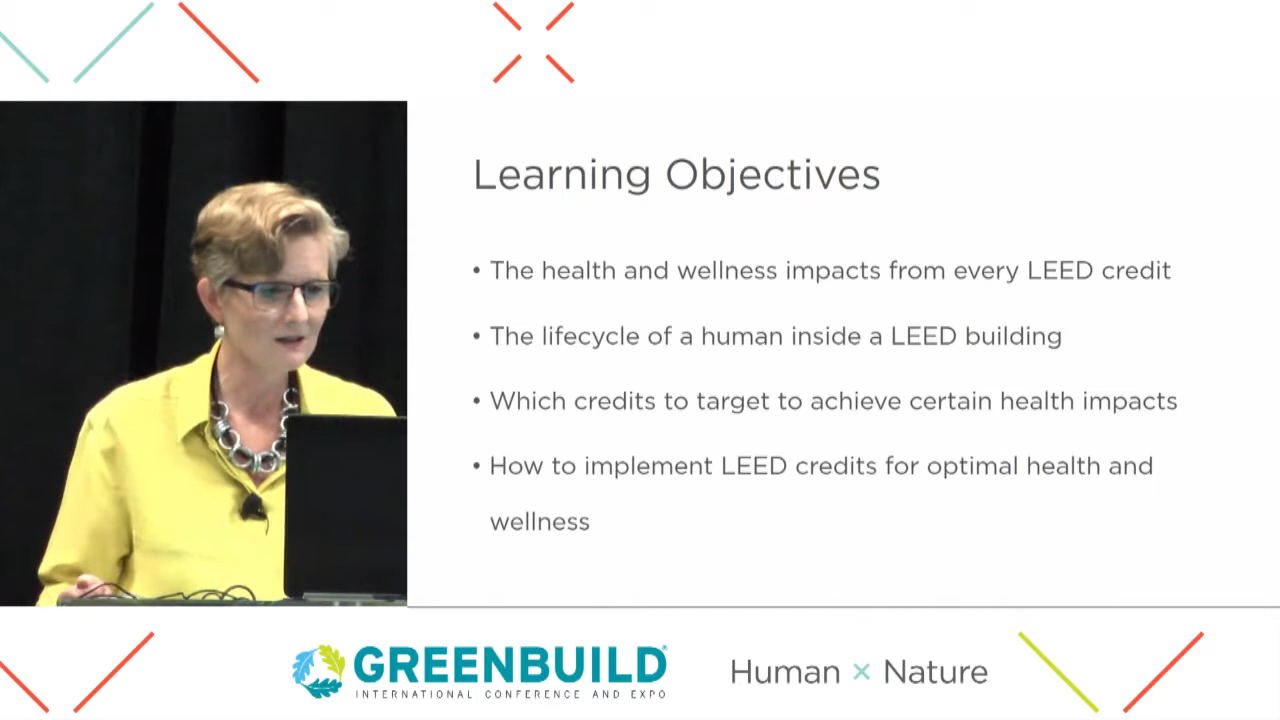 Learning Objectives
• The health and wellness impacts from every LEED credit
• The lifecycle of a human inside a LEED building
• Which credits to target to achieve certain health impacts
• How to implement LEED credits for optimal health and
wellness
GREENBUILD®
INTERNATIONAL CONFERENCE AND EXPO
Human × Nature